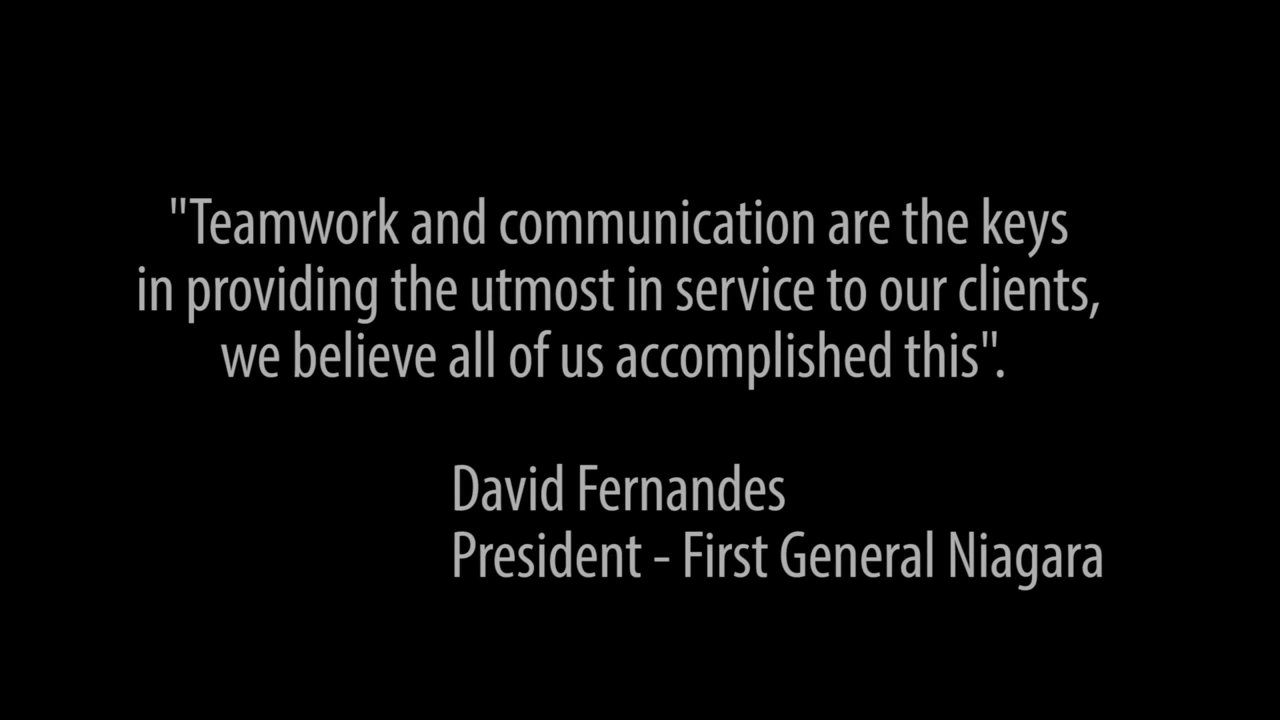 "Teamwork and communication are the keys
in providing the utmost in service to our clients,
we believe all of us accomplished this".
David Fernandes
President - First General Niagara